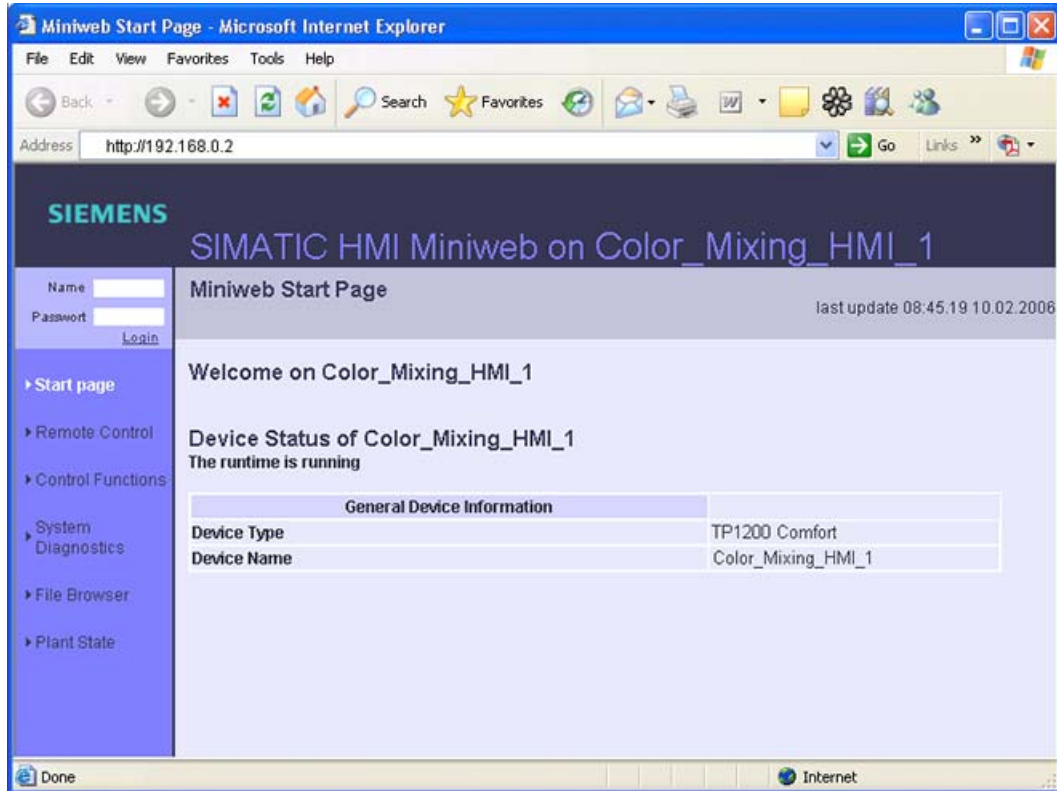 Miniweb Start Page - Microsoft Internet Explorer
File Edit View Favorites Tools Help
Back Search Favorites
Address http://192.168.0.2 Go Links »
SIEMENS
SIMATIC HMI Miniweb on Color_Mixing_HMI_1
Name
Passwort
Login
Miniweb Start Page
last update 08:45.19 10.02.2006
Start page
Remote Control
Control Functions
System
Diagnostics
File Browser
Plant State
Welcome on Color_Mixing_HMI_1
Device Status of Color_Mixing_HMI_1
The runtime is running
General Device Information
Device Type TP1200 Comfort
Device Name Color_Mixing_HMI_1
Done Internet